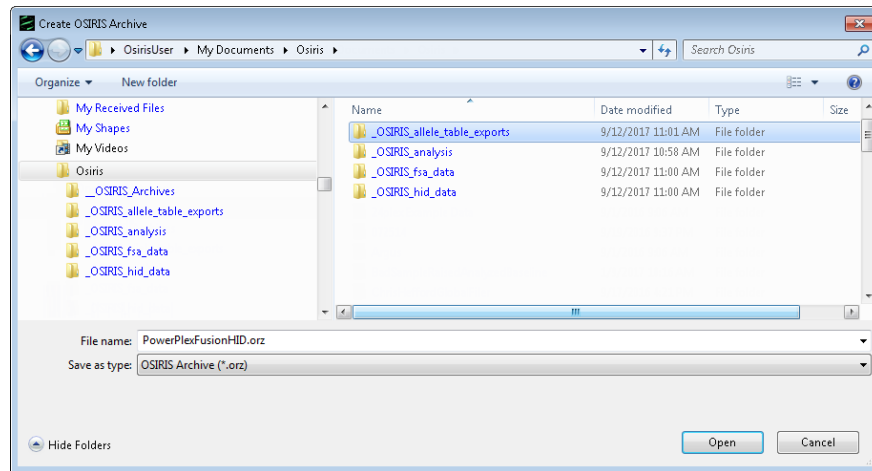 Create OSIRIS Archive
OsirisUser ▸ My Documents ▸ Osiris ▸
Search Osiris
Organize
New folder
My Received Files
My Shapes
My Videos
Osiris
__OSIRIS_Archives
_OSIRIS_allele_table_exports
_OSIRIS_analysis
_OSIRIS_fsa_data
_OSIRIS_hid_data
Name Date modified Type Size
_OSIRIS_allele_table_exports 9/12/2017 11:01 AM File folder
_OSIRIS_analysis 9/12/2017 10:58 AM File folder
_OSIRIS_fsa_data 9/12/2017 11:00 AM File folder
_OSIRIS_hid_data 9/12/2017 11:00 AM File folder
File name: PowerPlexFusionHID.orz
Save as type: OSIRIS Archive (*.orz)
Hide Folders
Open
Cancel